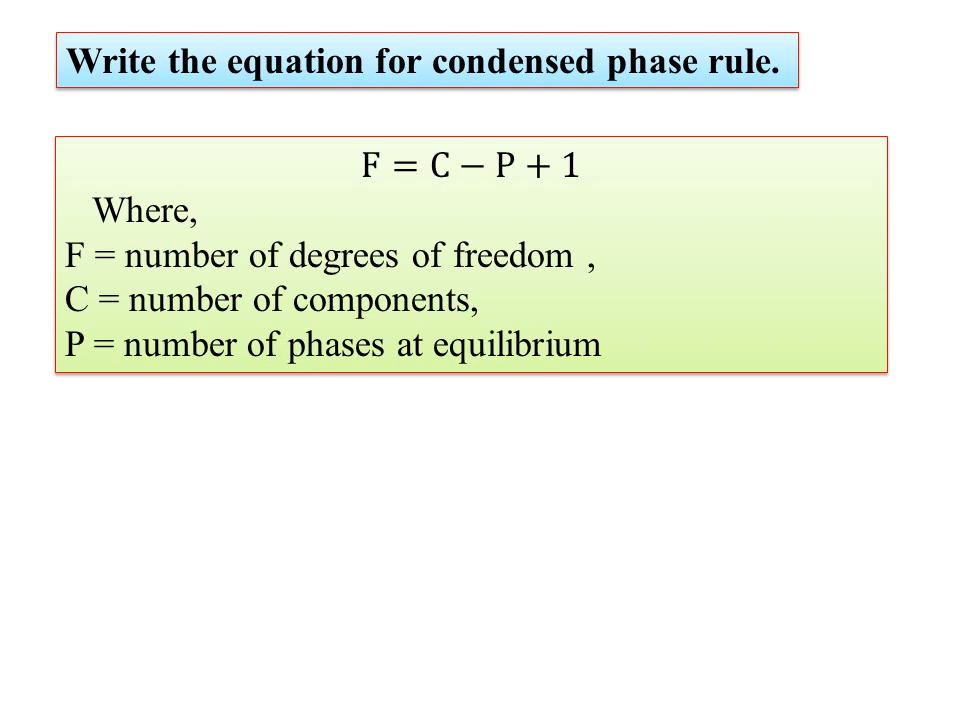 Write the equation for condensed phase rule.
F = C − P + 1
Where,
F = number of degrees of freedom ,
C = number of components,
P = number of phases at equilibrium